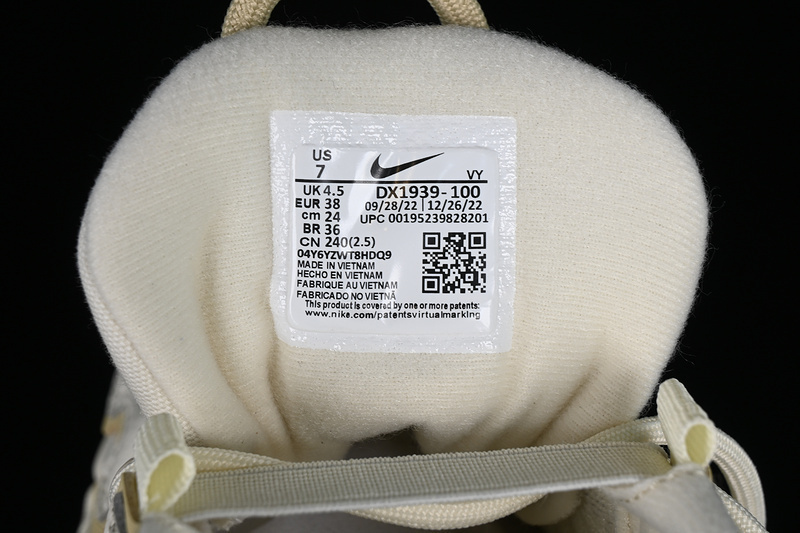 US
7
VY
UK 4.5 DX1939-100
EUR 38 09/28/22 | 12/26/22
cm 24 UPC 00195239828201
BR 36
CN 240(2.5)
04Y6YZWT8HDQ9
MADE IN VIETNAM
HECHO EN VIETNAM
FABRIQUE AU VIETNAM
FABRICADO NO VIETNÃ
This product is covered by one or more patents:
www.nike.com/patentsvirtualmarking